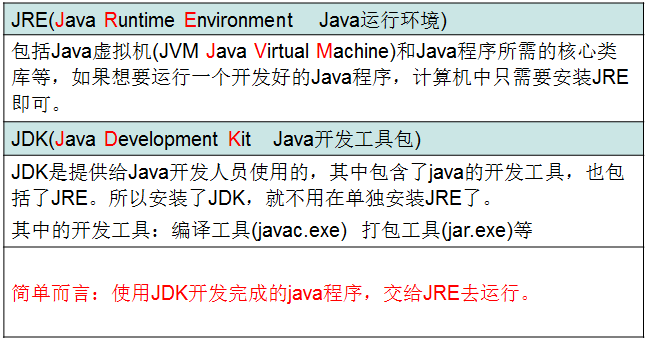 JRE(Java Runtime Environment Java运行环境)
包括Java虚拟机(JVM Java Virtual Machine)和Java程序所需的核心类
库等，如果想要运行一个开发好的Java程序，计算机中只需要安装JRE
即可。
JDK(Java Development Kit Java开发工具包)
JDK是提供给Java开发人员使用的，其中包含了java的开发工具，也包
括了JRE。所以安装了JDK，就不用在单独安装JRE了。
其中的开发工具：编译工具(javac.exe) 打包工具(jar.exe)等
简单而言：使用JDK开发完成的java程序，交给JRE去运行。